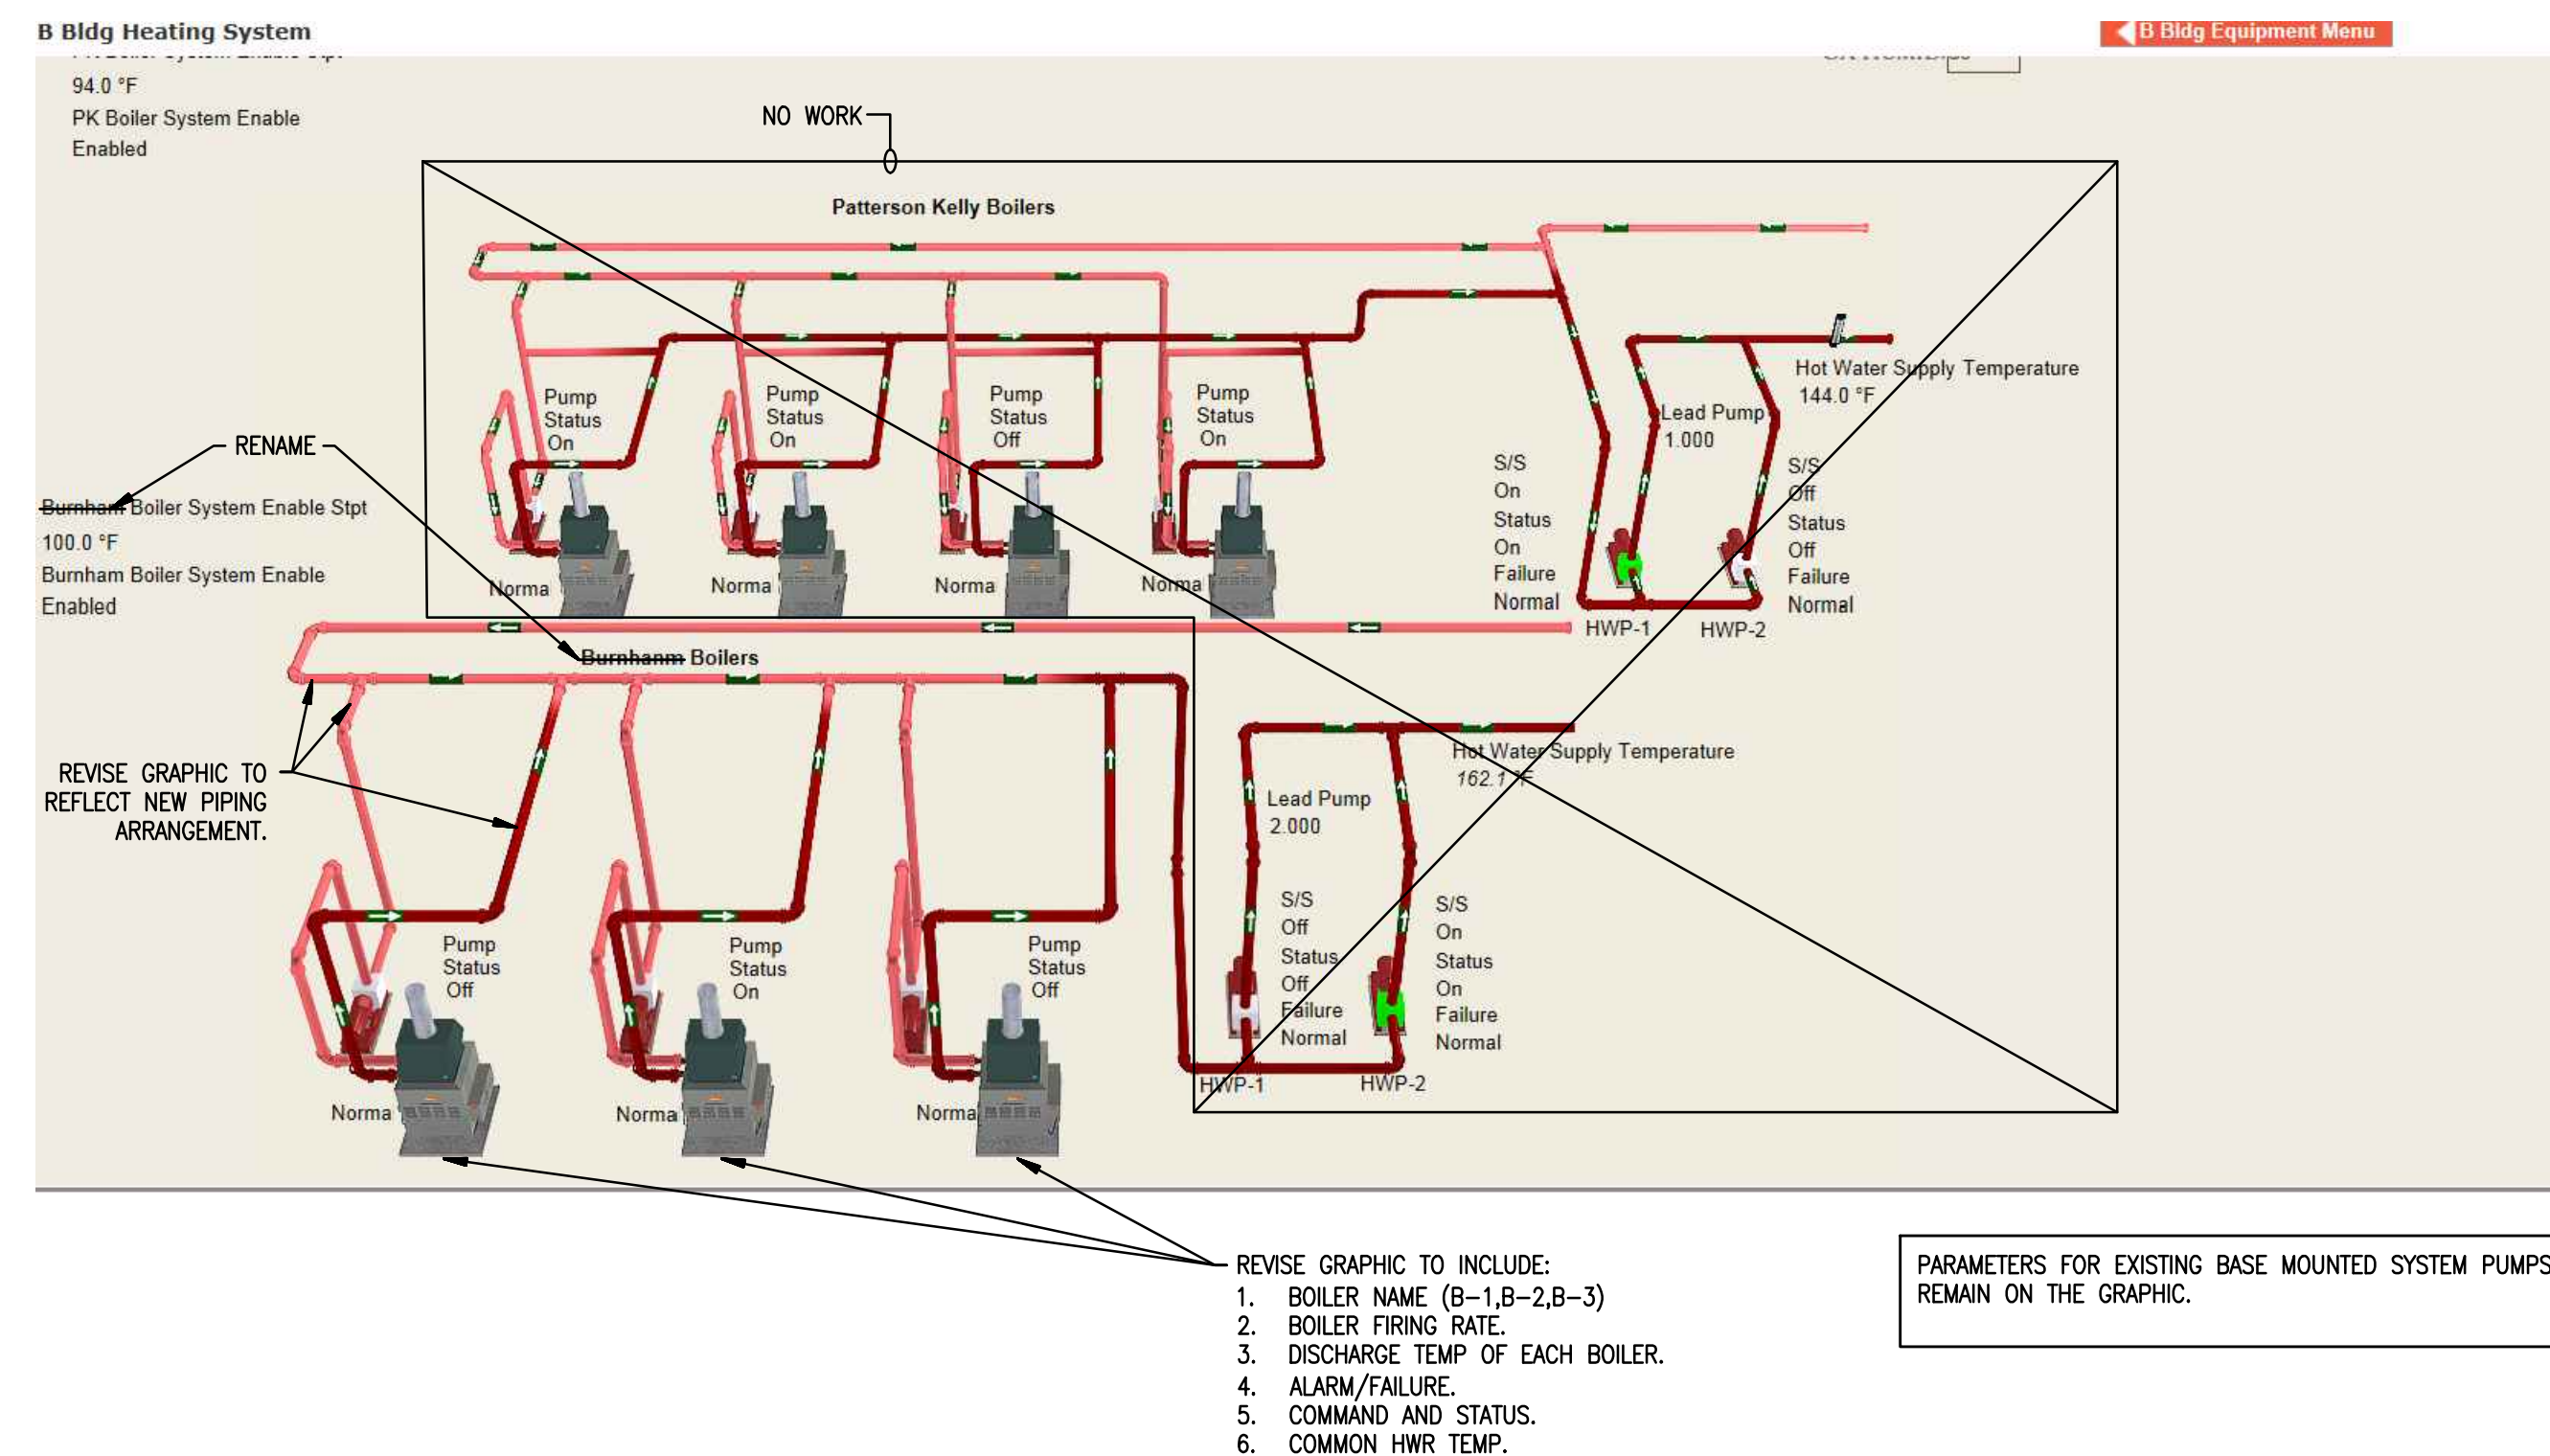 B Bldg Heating System
B Bldg Equipment Menu
94.0 °F
PK Boiler System Enable
Enabled
NO WORK
Patterson Kelly Boilers
Pump
Status
On
Pump
Status
On
Pump
Status
Off
Pump
Status
On
Hot Water Supply Temperature
144.0 °F
Lead Pump
1.000
S/S
On
Status
On
Failure
Normal
S/S
Off
Status
Off
Failure
Normal
Norma
Norma
Norma
Norma
HWP-1
HWP-2
RENAME
Burnham Boiler System Enable Stpt
100.0 °F
Burnham Boiler System Enable
Enabled
Burnhanm Boilers
REVISE GRAPHIC TO
REFLECT NEW PIPING
ARRANGEMENT.
Hot Water Supply Temperature
162.1 °F
Lead Pump
2.000
Pump
Status
Off
Pump
Status
On
Pump
Status
Off
S/S
Off
Status
Off
Failure
Normal
S/S
On
Status
On
Failure
Normal
HWP-1
HWP-2
Norma
Norma
Norma
REVISE GRAPHIC TO INCLUDE:
1. BOILER NAME (B-1,B-2,B-3)
2. BOILER FIRING RATE.
3. DISCHARGE TEMP OF EACH BOILER.
4. ALARM/FAILURE.
5. COMMAND AND STATUS.
6. COMMON HWR TEMP.
PARAMETERS FOR EXISTING BASE MOUNTED SYSTEM PUMPS
REMAIN ON THE GRAPHIC.